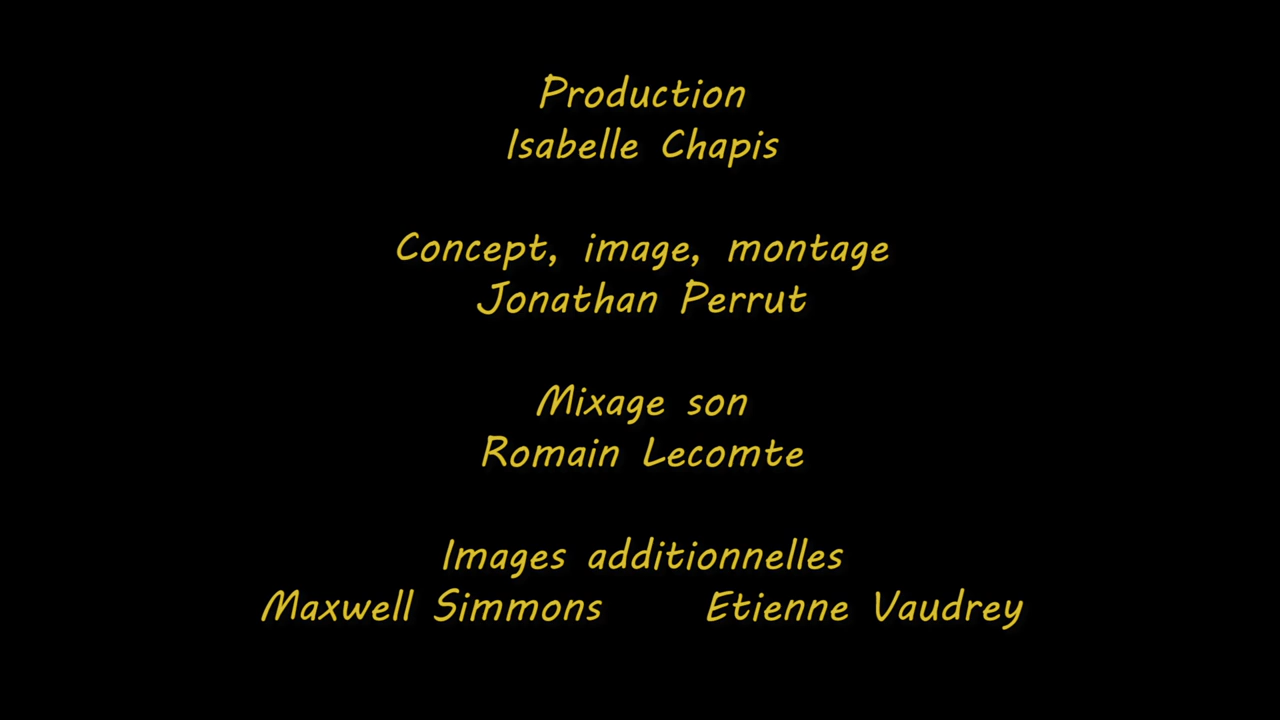 Production
Isabelle Chapis
Concept, image, montage
Jonathan Perrut
Mixage son
Romain Lecomte
Images additionnelles
Maxwell Simmons Etienne Vaudrey